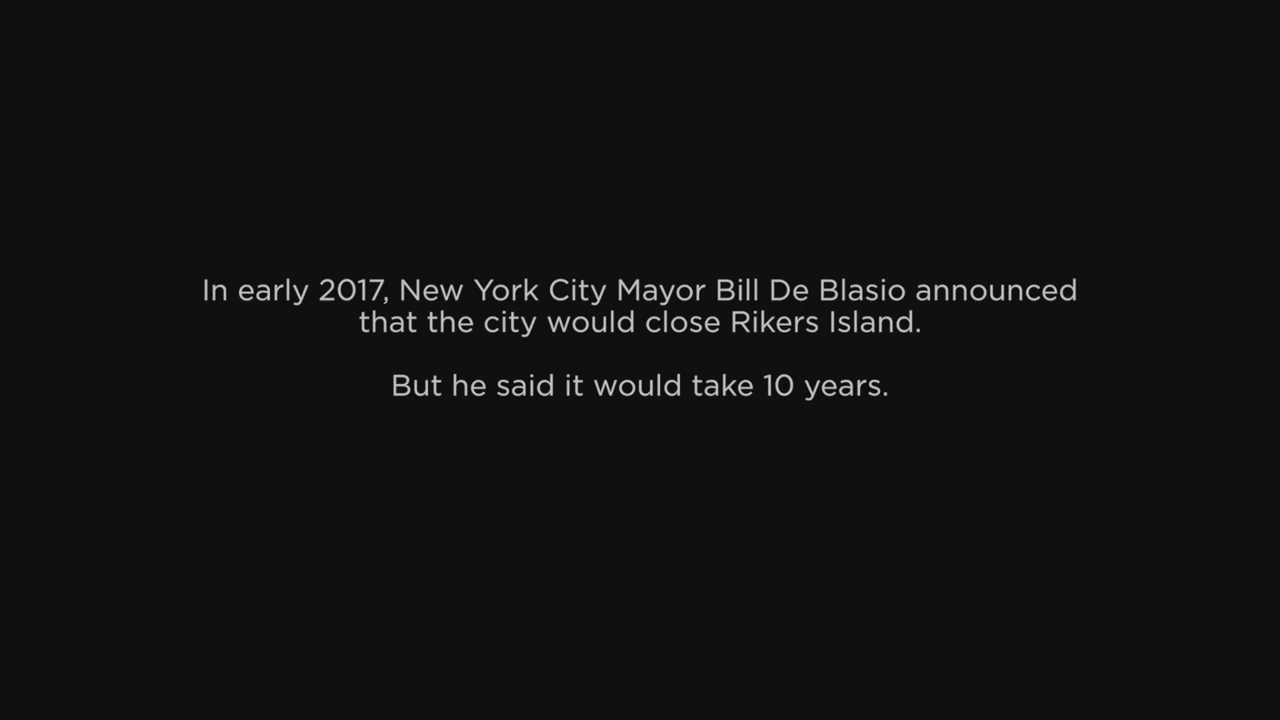 In early 2017, New York City Mayor Bill De Blasio announced
that the city would close Rikers Island.
But he said it would take 10 years.